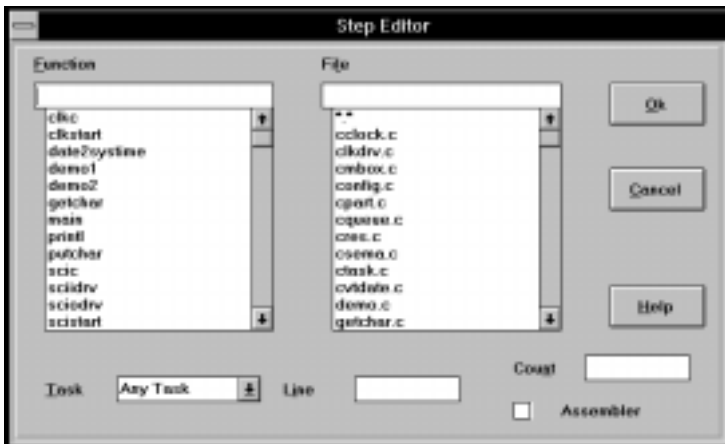 Step Editor
Function
File
clkc
clkstart
date2systime
demo1
demo2
getchar
main
printl
putchar
scic
sciidrv
sciodrv
scistart
*.*
cclock.c
clkdrv.c
cmbox.c
config.c
cpart.c
cqueue.c
cres.c
csema.c
ctask.c
cvtdate.c
demo.c
getchar.c
Ok
Cancel
Help
Task
Any Task
Line
Count
Assembler